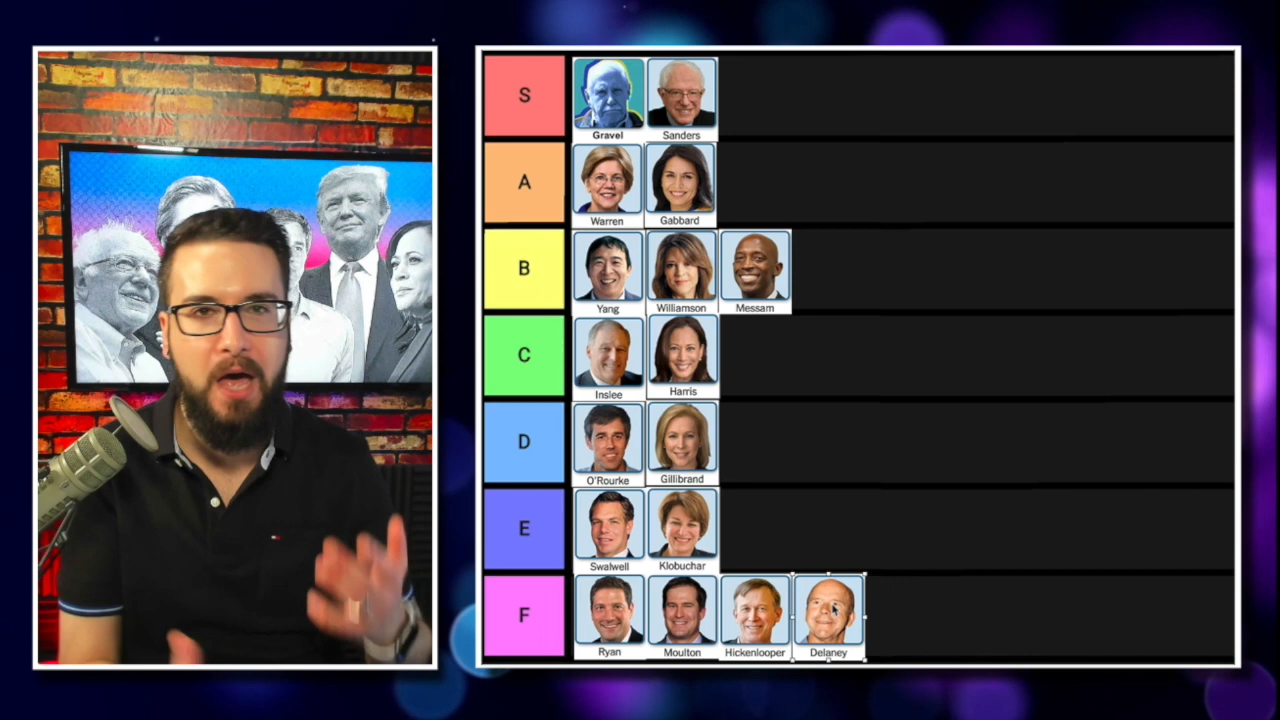 S
Gravel Sanders
A
Warren Gabbard
B
Yang Williamson Messam
C
Inslee Harris
D
O'Rourke Gillibrand
E
Swalwell Klobuchar
F
Ryan Moulton Hickenlooper Delaney